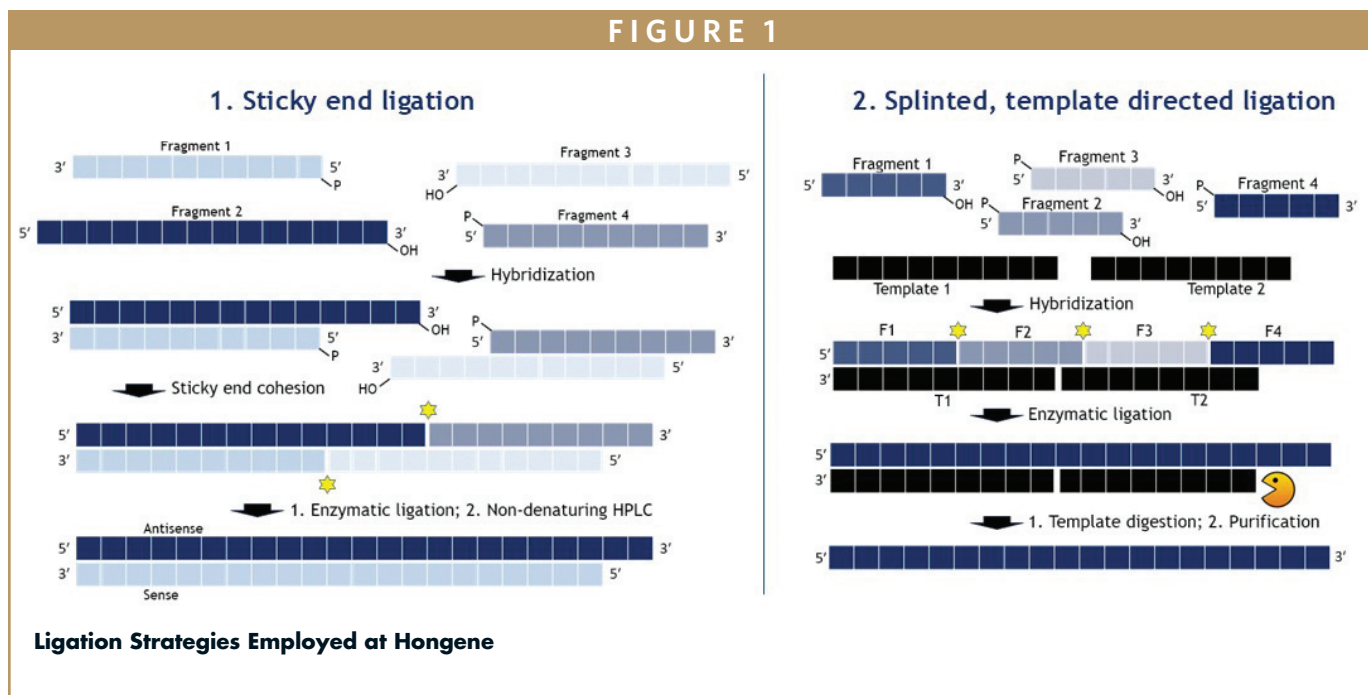 FIGURE 1
1. Sticky end ligation
Fragment 1
3′ 5′
P
Fragment 2
5′ 3′
OH
Fragment 3
3′ 5′
HO
Fragment 4
P
5′ 3′
Hybridization
5′ 3′
OH
3′ 5′
P
P
5′ 3′
HO 5′
Sticky end cohesion
5′ 3′
3′ 5′
1. Enzymatic ligation; 2. Non-denaturing HPLC
Antisense
5′ 3′
3′ 5′
Sense
2. Splinted, template directed ligation
Fragment 1
5′ 3′
OH
Fragment 3
P
5′ 3′
OH
Fragment 2
P
5′ 3′
OH
Fragment 4
P
5′ 3′
Template 1 Template 2
Hybridization
F1 F2 F3 F4
5′ 3′
3′
T1 T2
Enzymatic ligation
5′ 3′
3′
1. Template digestion; 2. Purification
5′ 3′
Ligation Strategies Employed at Hongene